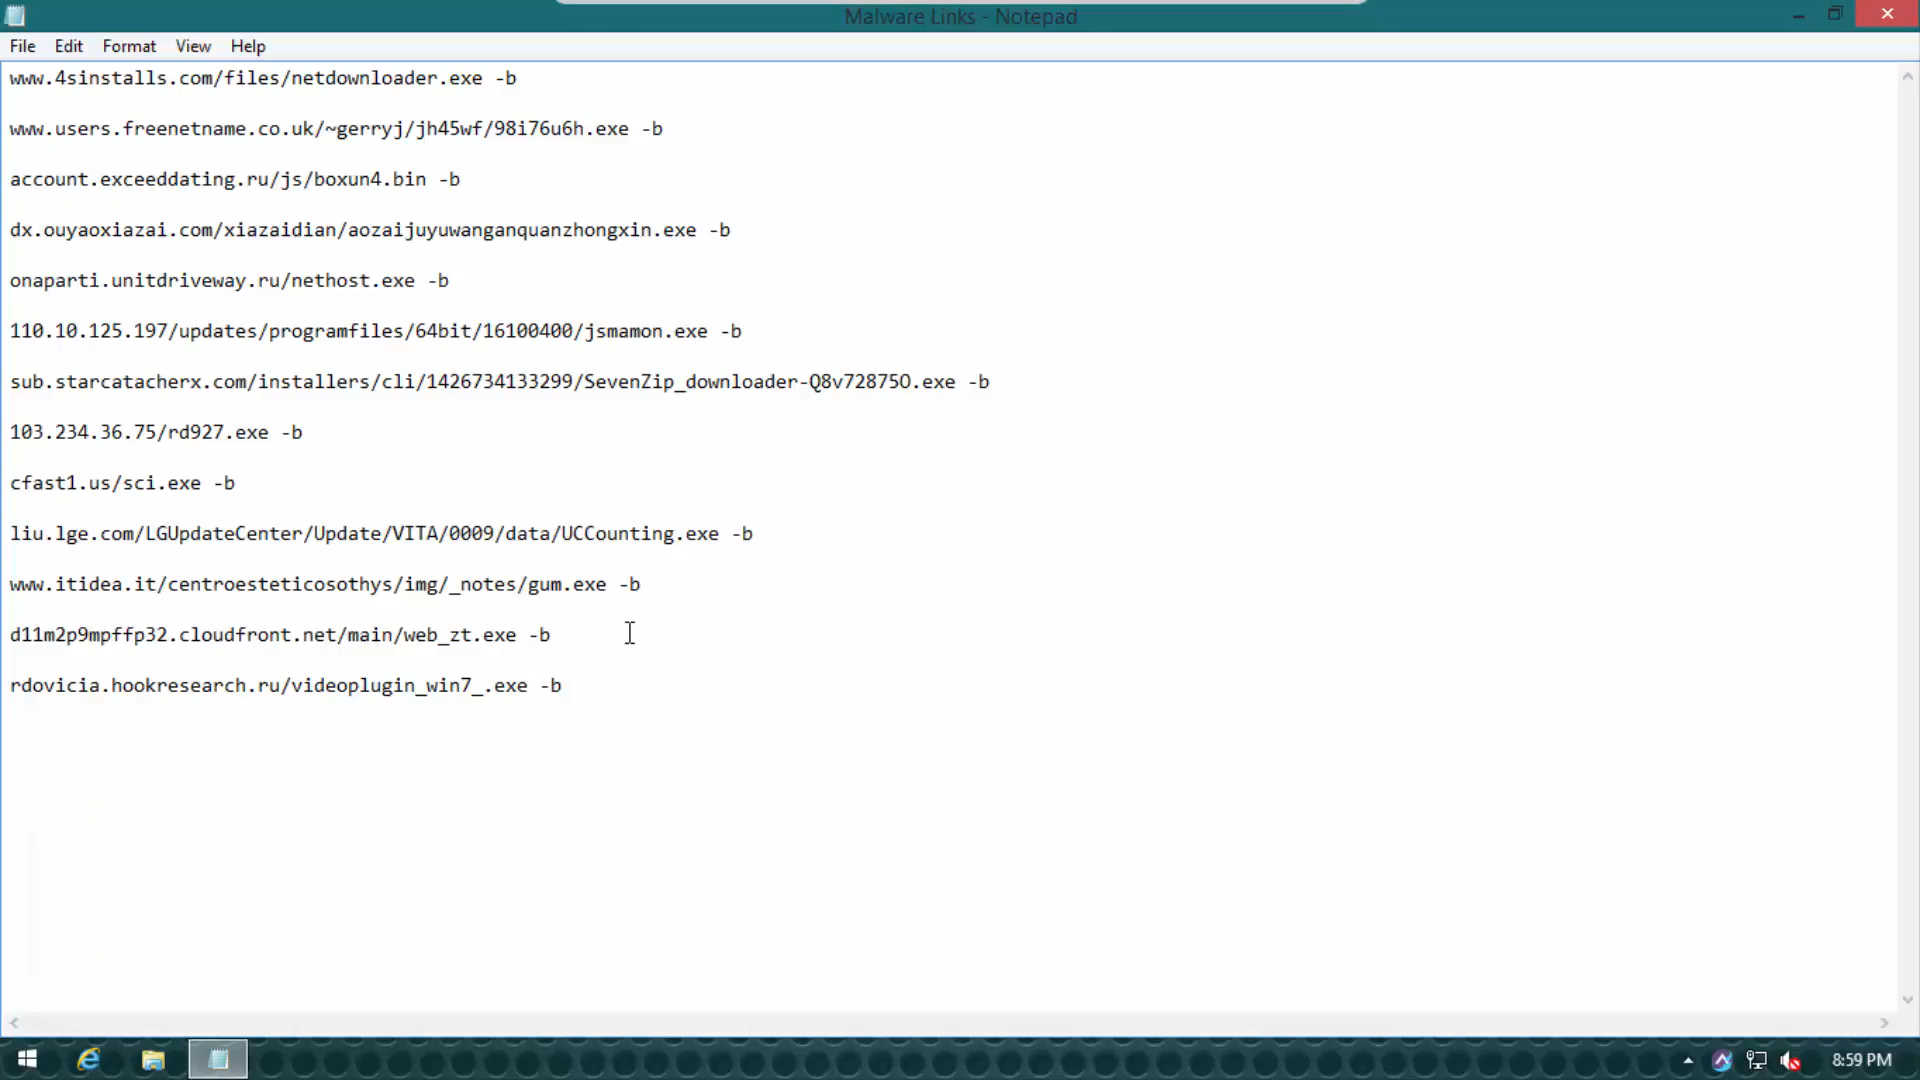 Malware Links - Notepad
File Edit Format View Help
www.4sinstalls.com/files/netdownloader.exe -b
www.users.freenetname.co.uk/~gerryj/jh45wf/98i76u6h.exe -b
account.exceeddating.ru/js/boxun4.bin -b
dx.ouyaoxiazai.com/xiazaidian/aozaijuyuwanganquanzhongxin.exe -b
onaparti.unitdriveway.ru/nethost.exe -b
110.10.125.197/updates/programfiles/64bit/16100400/jsmamon.exe -b
sub.starcatacherx.com/installers/cli/1426734133299/SevenZip_downloader-Q8v72875O.exe -b
103.234.36.75/rd927.exe -b
cfast1.us/sci.exe -b
liu.lge.com/LGUpdateCenter/Update/VITA/0009/data/UCCounting.exe -b
www.itidea.it/centroesteticosothys/img/_notes/gum.exe -b
d11m2p9mpffp32.cloudfront.net/main/web_zt.exe -b
rdovicia.hookresearch.ru/videoplugin_win7_.exe -b
8:59 PM